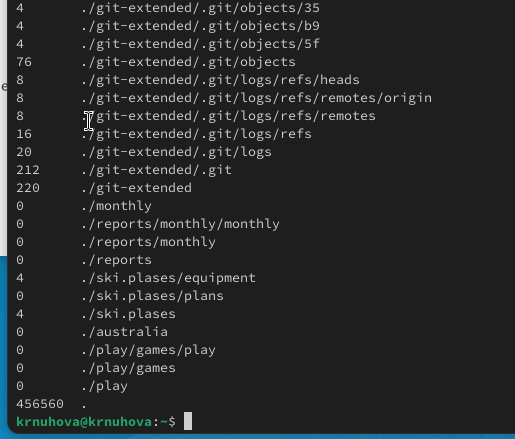 4 ./git-extended/.git/objects/35
4 ./git-extended/.git/objects/b9
4 ./git-extended/.git/objects/5f
76 ./git-extended/.git/objects
8 ./git-extended/.git/logs/refs/heads
8 ./git-extended/.git/logs/refs/remotes/origin
8 ./git-extended/.git/logs/refs/remotes
16 ./git-extended/.git/logs/refs
20 ./git-extended/.git/logs
212 ./git-extended/.git
220 ./git-extended
0 ./monthly
0 ./reports/monthly/monthly
0 ./reports/monthly
0 ./reports
4 ./ski.plases/equipment
0 ./ski.plases/plans
4 ./ski.plases
0 ./australia
0 ./play/games/play
0 ./play/games
0 ./play
456560 .
krnuhova@krnuhova:~$